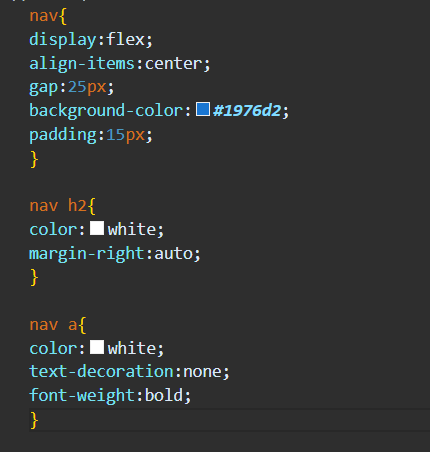 nav{
display:flex;
align-items:center;
gap:25px;
background-color:#1976d2;
padding:15px;
}
nav h2{
color:white;
margin-right:auto;
}
nav a{
color:white;
text-decoration:none;
font-weight:bold;
}